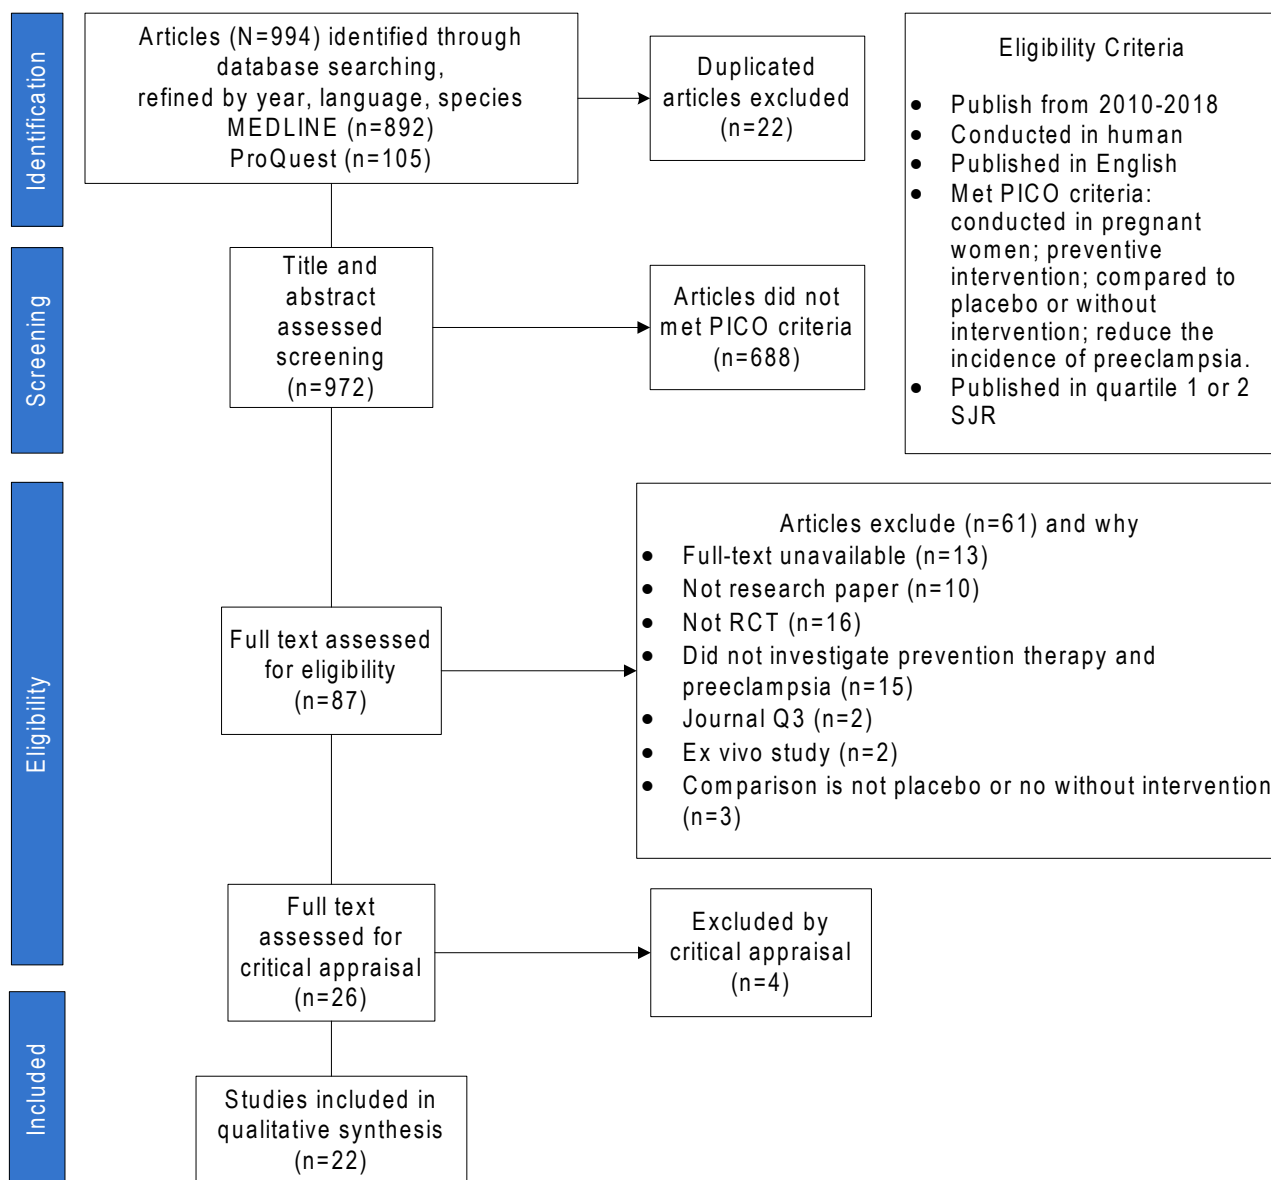 Identification
Articles (N=994) identified through
database searching,
refined by year, language, species
MEDLINE (n=892)
ProQuest (n=105)
Duplicated
articles excluded
(n=22)
Eligibility Criteria
• Publish from 2010-2018
• Conducted in human
• Published in English
• Met PICO criteria:
conducted in pregnant
women; preventive
intervention; compared to
placebo or without
intervention; reduce the
incidence of preeclampsia.
• Published in quartile 1 or 2
SJR
Screening
Title and
abstract
assessed
screening
(n=972)
Articles did not
met PICO criteria
(n=688)
Eligibility
Full text assessed
for eligibility
(n=87)
Articles exclude (n=61) and why
• Full-text unavailable (n=13)
• Not research paper (n=10)
• Not RCT (n=16)
• Did not investigate prevention therapy and
preeclampsia (n=15)
• Journal Q3 (n=2)
• Ex vivo study (n=2)
• Comparison is not placebo or no without intervention
(n=3)
Full text
assessed for
critical appraisal
(n=26)
Excluded by
critical appraisal
(n=4)
Included
Studies included in
qualitative synthesis
(n=22)